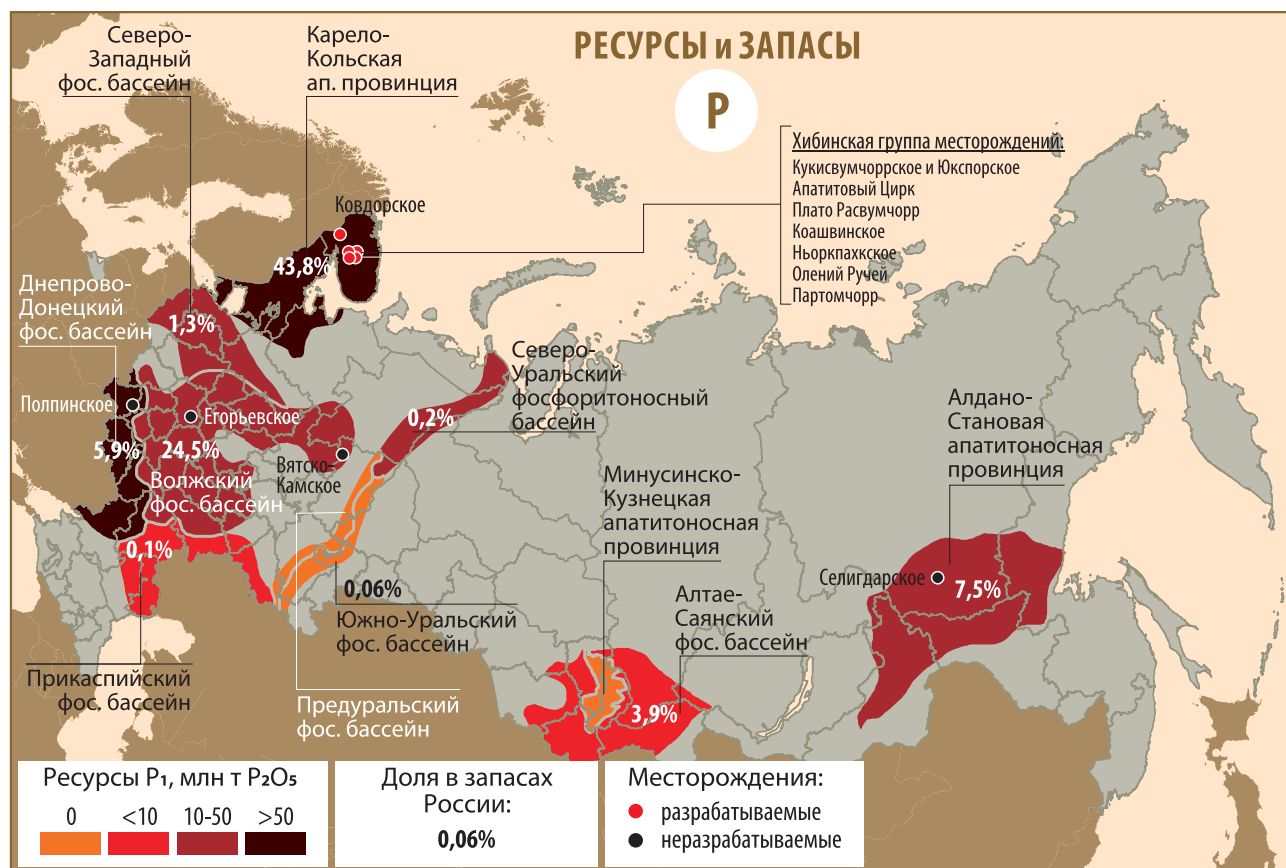 РЕСУРСЫ и ЗАПАСЫ
P
Северо-
Западный
фос. бассейн
Карело-
Кольская
ап. провинция
Хибинская группа месторождений:
Кукисвумчоррское и Юкспорское
Апатитовый Цирк
Плато Расвумчорр
Коашвинское
Ньоркпахкское
Олений Ручей
Партомчорр
Ковдорское
43,8%
Днепрово-
Донецкий
фос. бассейн
1,3%
Северо-
Уральский
фосфоритоносный
бассейн
0,2%
Полпинское
Егорьевское
5,9%
24,5%
Вятско-
Камское
Волжский
фос. бассейн
Алдано-
Становая
апатитоносная
провинция
Минусинско-
Кузнецкая
апатитоносная
провинция
0,1%
0,06%
Селигдарское
7,5%
Южно-Уральский
фос. бассейн
Алтае-
Саянский
фос. бассейн
Прикаспийский
фос. бассейн
Предуральский
фос. бассейн
3,9%
Ресурсы P₁, млн т P₂O₅
0 <10 10-50 >50
Доля в запасах
России:
0,06%
Месторождения:
разрабатываемые
неразрабатываемые